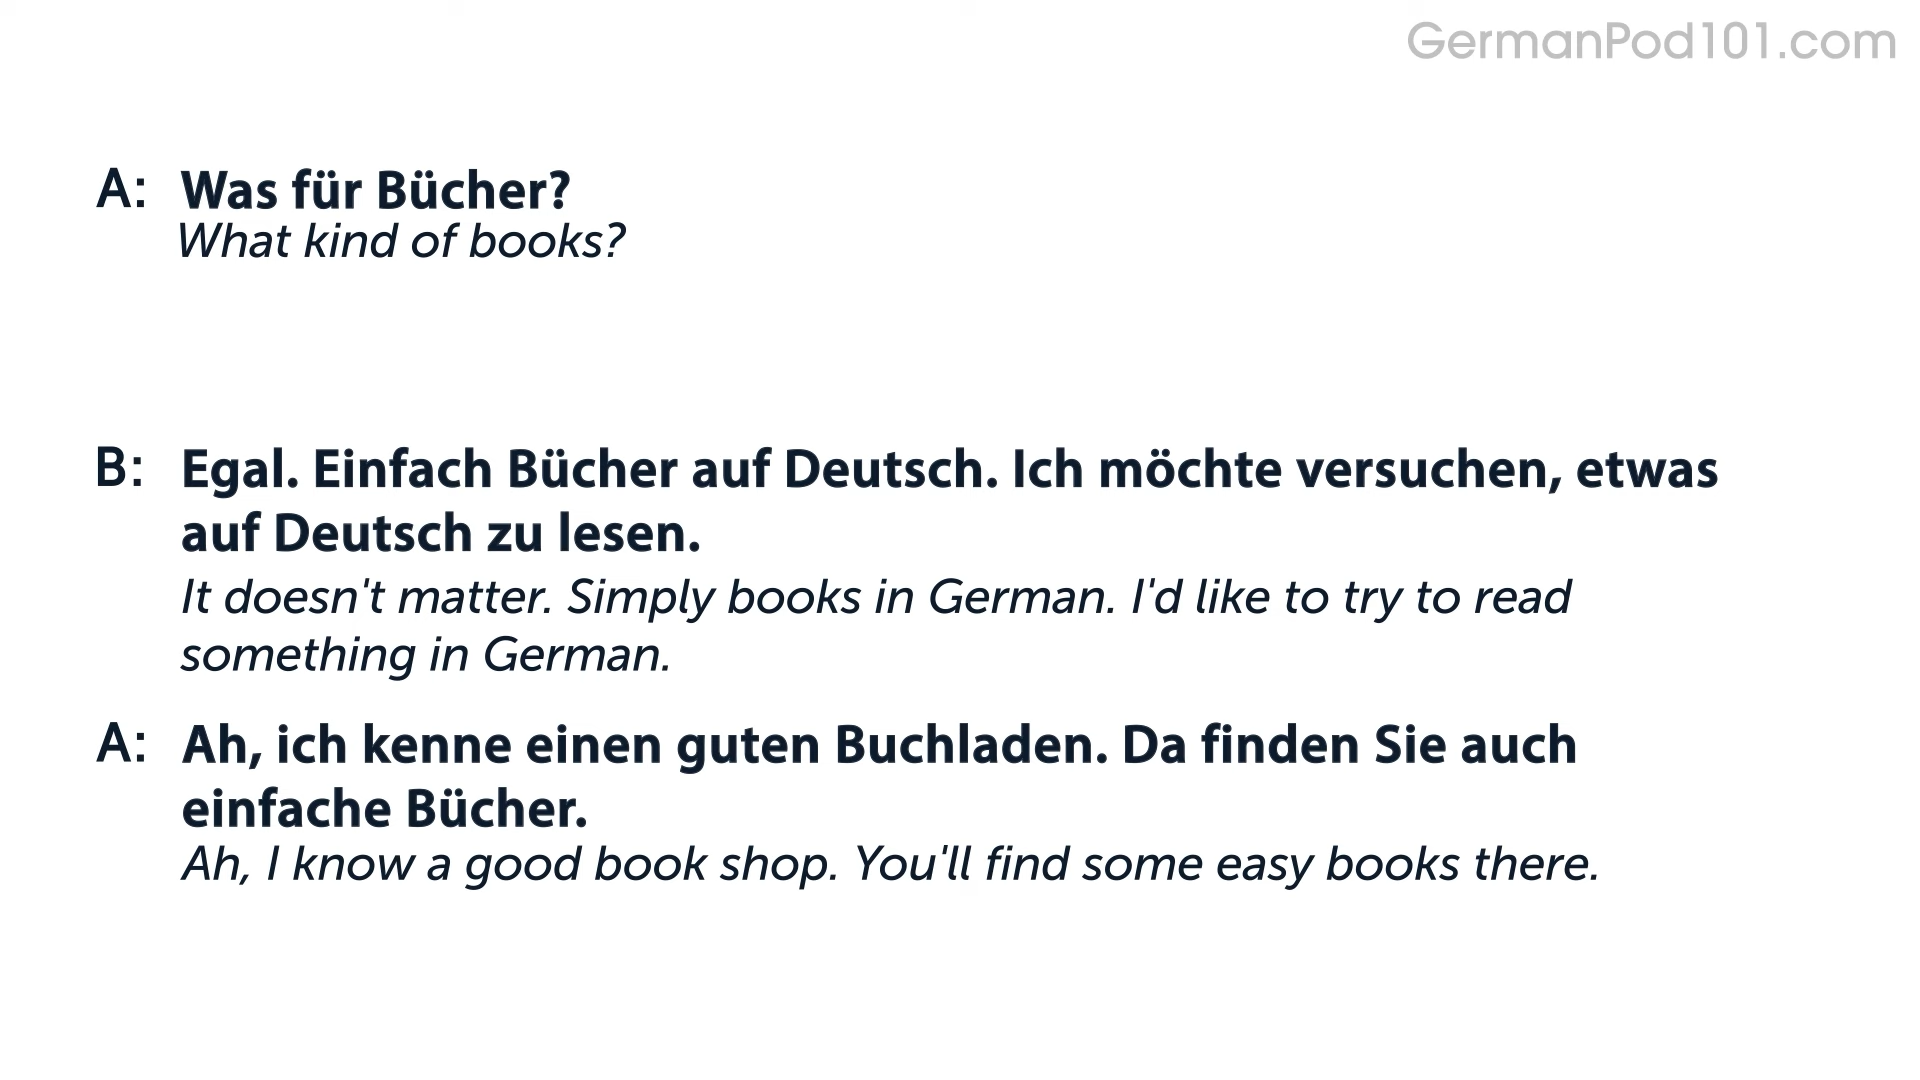 GermanPod101.com
A: Was für Bücher?
What kind of books?
B: Egal. Einfach Bücher auf Deutsch. Ich möchte versuchen, etwas
auf Deutsch zu lesen.
It doesn't matter. Simply books in German. I'd like to try to read
something in German.
A: Ah, ich kenne einen guten Buchladen. Da finden Sie auch
einfache Bücher.
Ah, I know a good book shop. You'll find some easy books there.